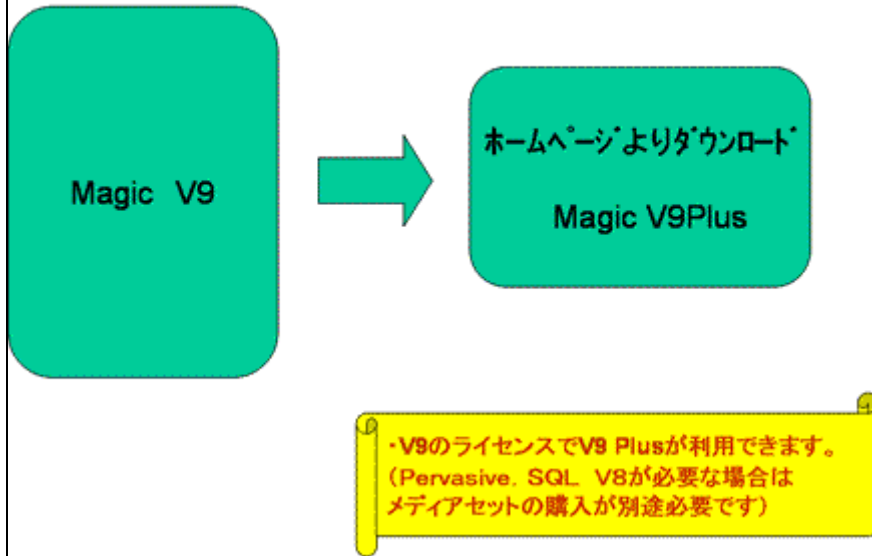 Magic V9
ホームページよりダウンロード
Magic V9Plus
・V9のライセンスでV9 Plusが利用できます。
(Pervasive. SQL V8が必要な場合は
メディアセットの購入が別途必要です)